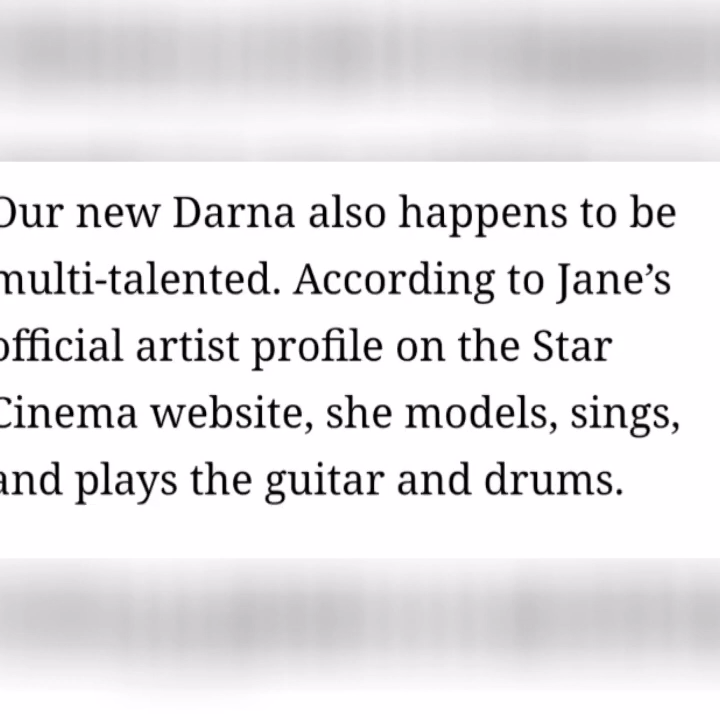 Our new Darna also happens to be
multi-talented. According to Jane’s
official artist profile on the Star
Cinema website, she models, sings,
and plays the guitar and drums.